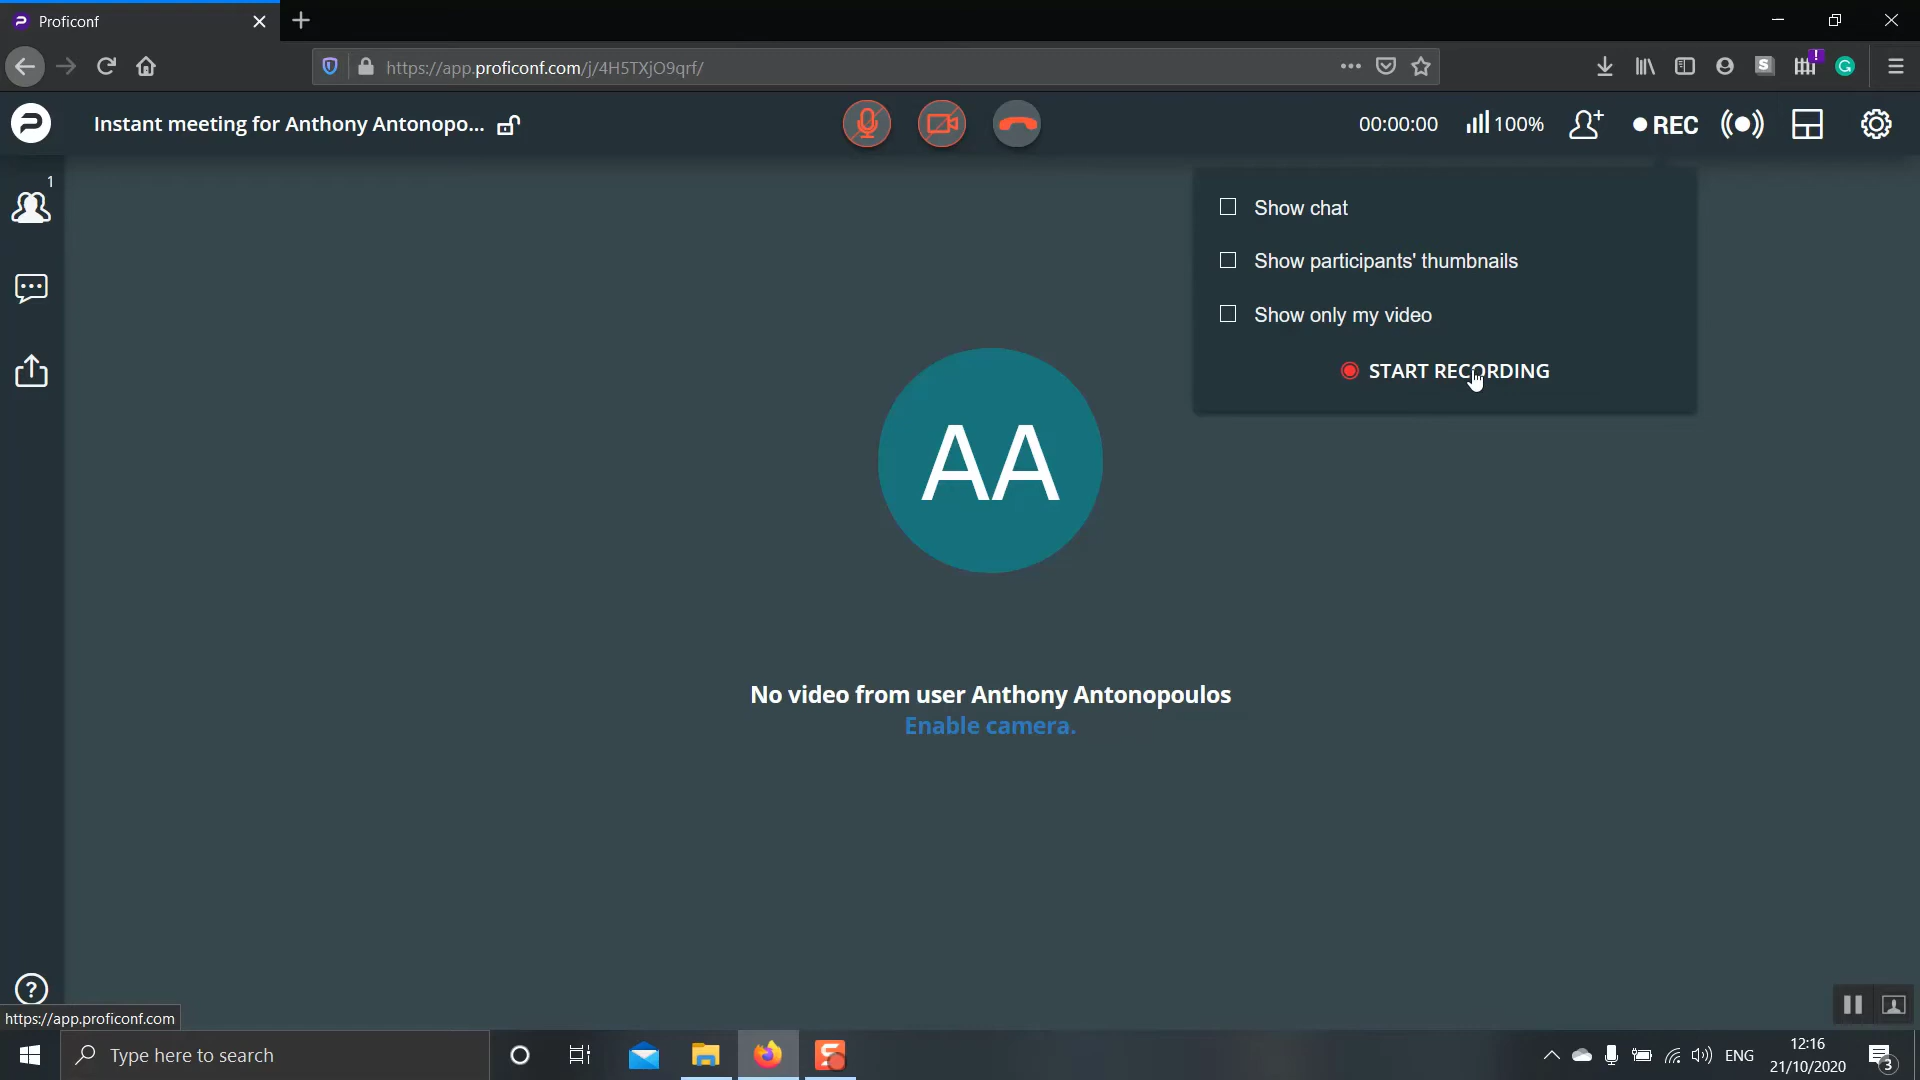 Proficonf
https://app.proficonf.com/j/4H5TXjO9qrf/
Instant meeting for Anthony Antonopo...
00:00:00
100%
REC
1
Show chat
Show participants' thumbnails
Show only my video
START RECORDING
AA
No video from user Anthony Antonopoulos
Enable camera.
https://app.proficonf.com
Type here to search
ENG
12:16
21/10/2020
3